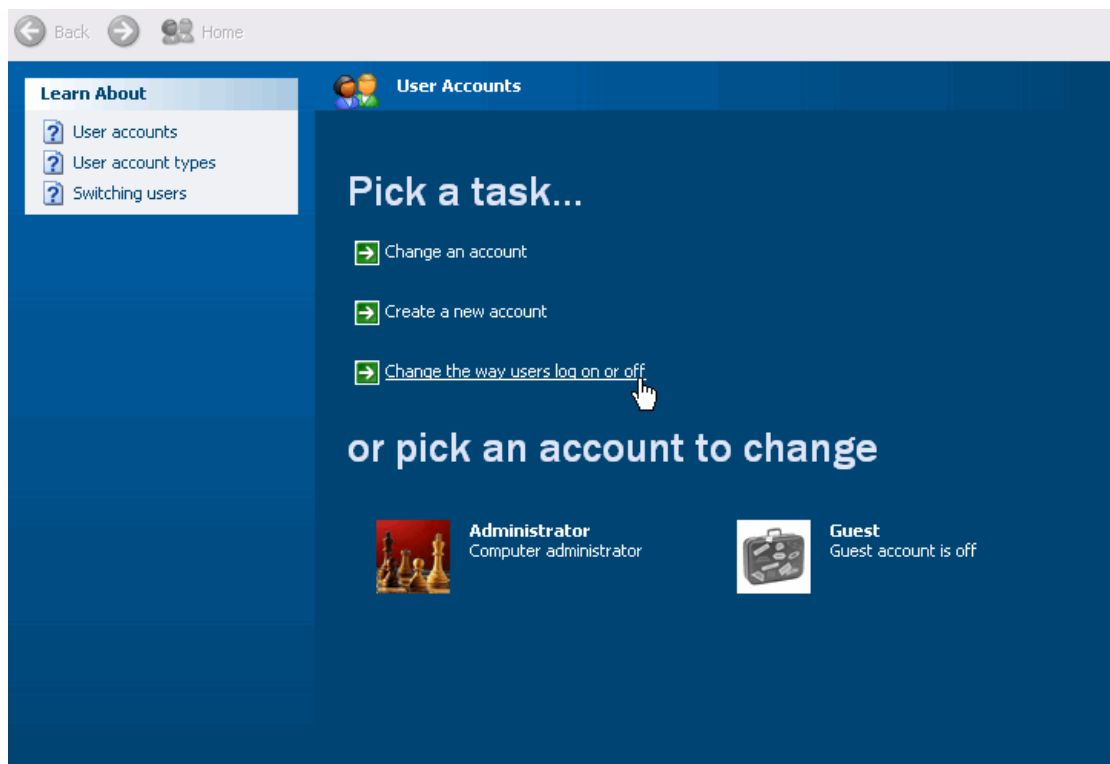 Back
Home
Learn About
User accounts
User account types
Switching users
User Accounts
Pick a task...
Change an account
Create a new account
Change the way users log on or off
or pick an account to change
Administrator
Computer administrator
Guest
Guest account is off